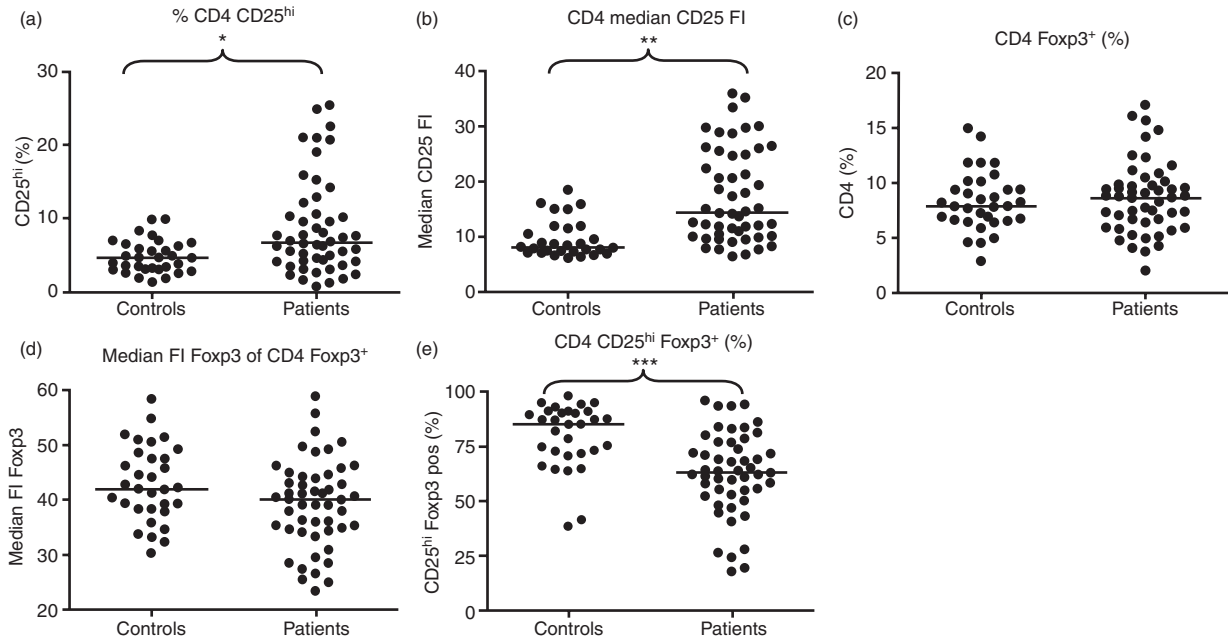 (a)
% CD4 CD25hi
*
30
20
10
0
CD25hi (%)
Controls
Patients
(b)
CD4 median CD25 FI
**
40
30
20
10
0
Median CD25 FI
Controls
Patients
(c)
CD4 Foxp3+ (%)
20
15
10
5
0
CD4 (%)
Controls
Patients
(d)
Median FI Foxp3 of CD4 Foxp3+
60
50
40
30
20
Median FI Foxp3
Controls
Patients
(e)
CD4 CD25hi Foxp3+ (%)
***
100
75
50
25
0
CD25hi Foxp3 pos (%)
Controls
Patients